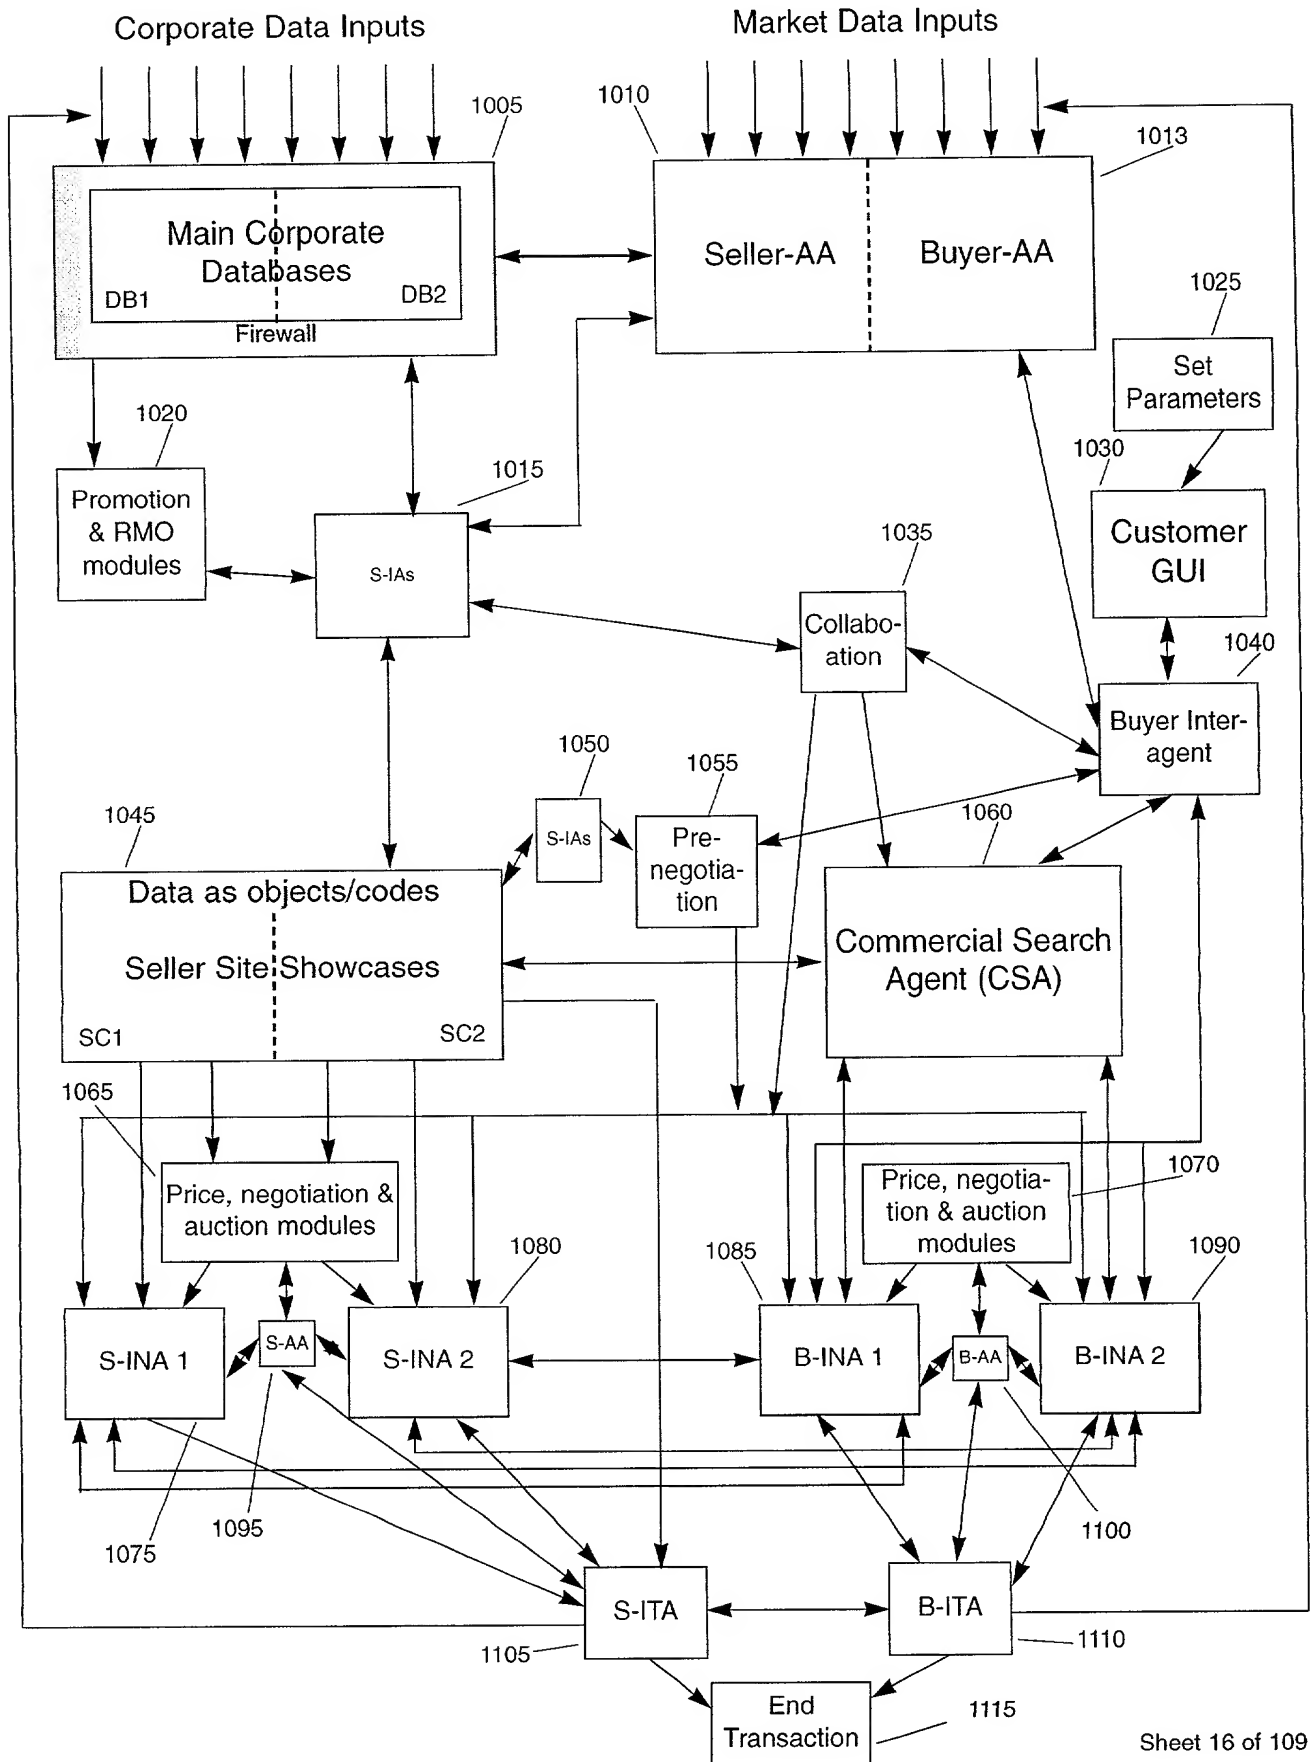 Corporate Data Inputs
Market Data Inputs
1005
1010
1013
Main Corporate
Databases
DB1
DB2
Firewall
Seller-AA
Buyer-AA
1025
Set
Parameters
1020
1015
1030
Promotion
& RMO
modules
S-IAs
Customer
GUI
1035
Collabo-
ation
1040
Buyer Inter-
agent
1050
1055
1060
1045
S-IAs
Pre-
negotia-
tion
Data as objects/codes
Seller Site Showcases
SC1
SC2
Commercial Search
Agent (CSA)
1065
1070
Price, negotiation &
auction modules
Price, negotia-
tion & auction
modules
1080
1085
1090
S-INA 1
S-AA
S-INA 2
B-INA 1
B-AA
B-INA 2
1095
1075
1100
S-ITA
B-ITA
1105
1110
End
Transaction
1115
Sheet 16 of 109